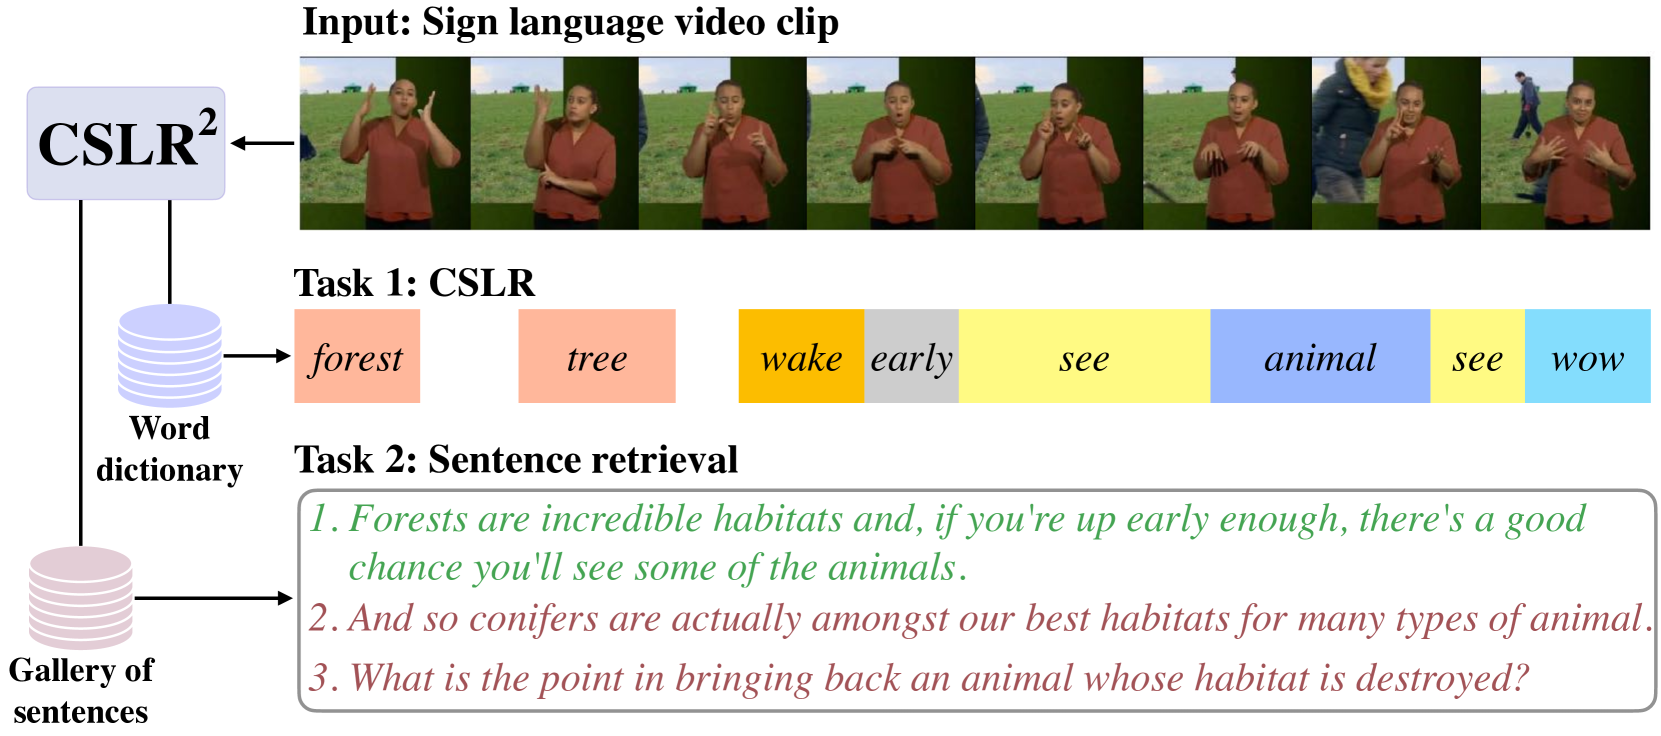 Input: Sign language video clip
CSLR²
Task 1: CSLR
forest tree wake early see animal see wow
Word
dictionary
Task 2: Sentence retrieval
1. Forests are incredible habitats and, if you're up early enough, there's a good
chance you'll see some of the animals.
2. And so conifers are actually amongst our best habitats for many types of animal.
3. What is the point in bringing back an animal whose habitat is destroyed?
Gallery of
sentences